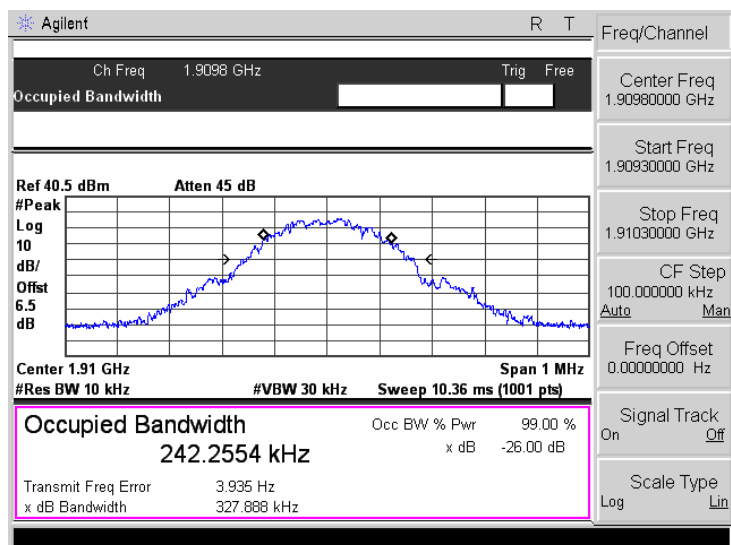 Agilent R T
Ch Freq 1.9098 GHz Trig Free
Occupied Bandwidth
Ref 40.5 dBm Atten 45 dB
#Peak
Log
10
dB/
Offst
6.5
dB
Center 1.91 GHz Span 1 MHz
#Res BW 10 kHz #VBW 30 kHz Sweep 10.36 ms (1001 pts)
Occupied Bandwidth
242.2554 kHz
Occ BW % Pwr 99.00 %
x dB -26.00 dB
Transmit Freq Error 3.935 Hz
x dB Bandwidth 327.888 kHz
Freq/Channel
Center Freq
1.90980000 GHz
Start Freq
1.90930000 GHz
Stop Freq
1.91030000 GHz
CF Step
100.000000 kHz
Auto Man
Freq Offset
0.00000000 Hz
Signal Track
On Off
Scale Type
Log Lin